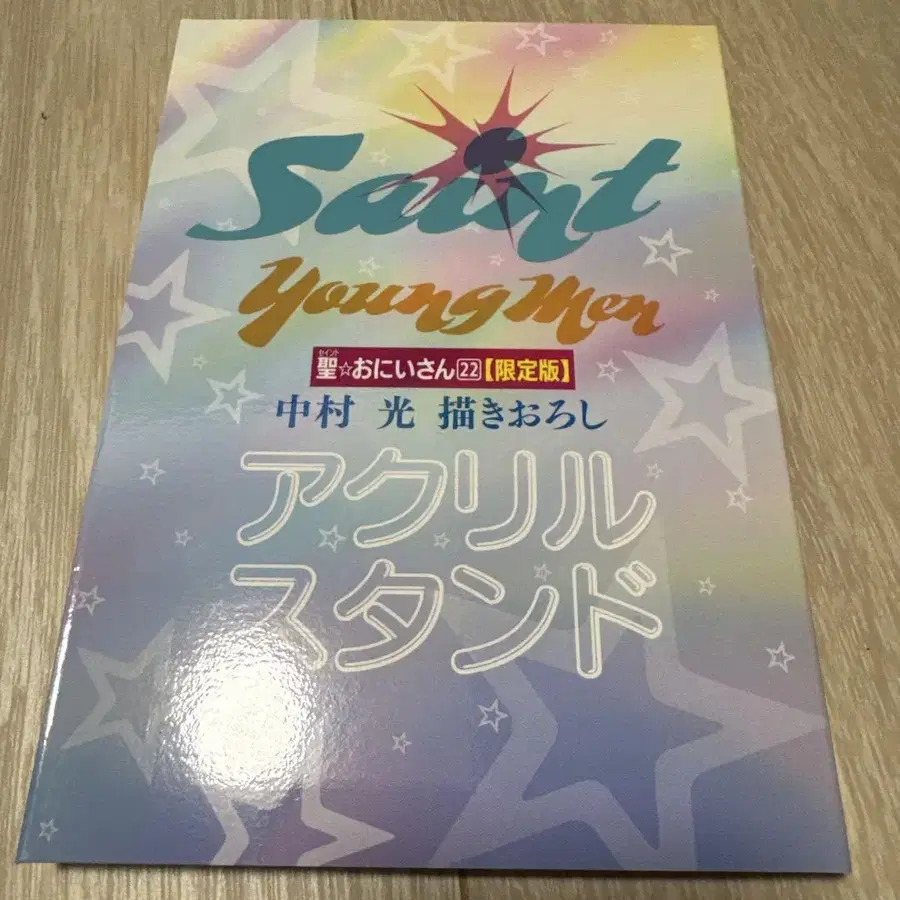 Saint
Young Men
セイント
聖☆おにいさん22【限定版】
中村 光 描きおろし
アクリル
スタンド